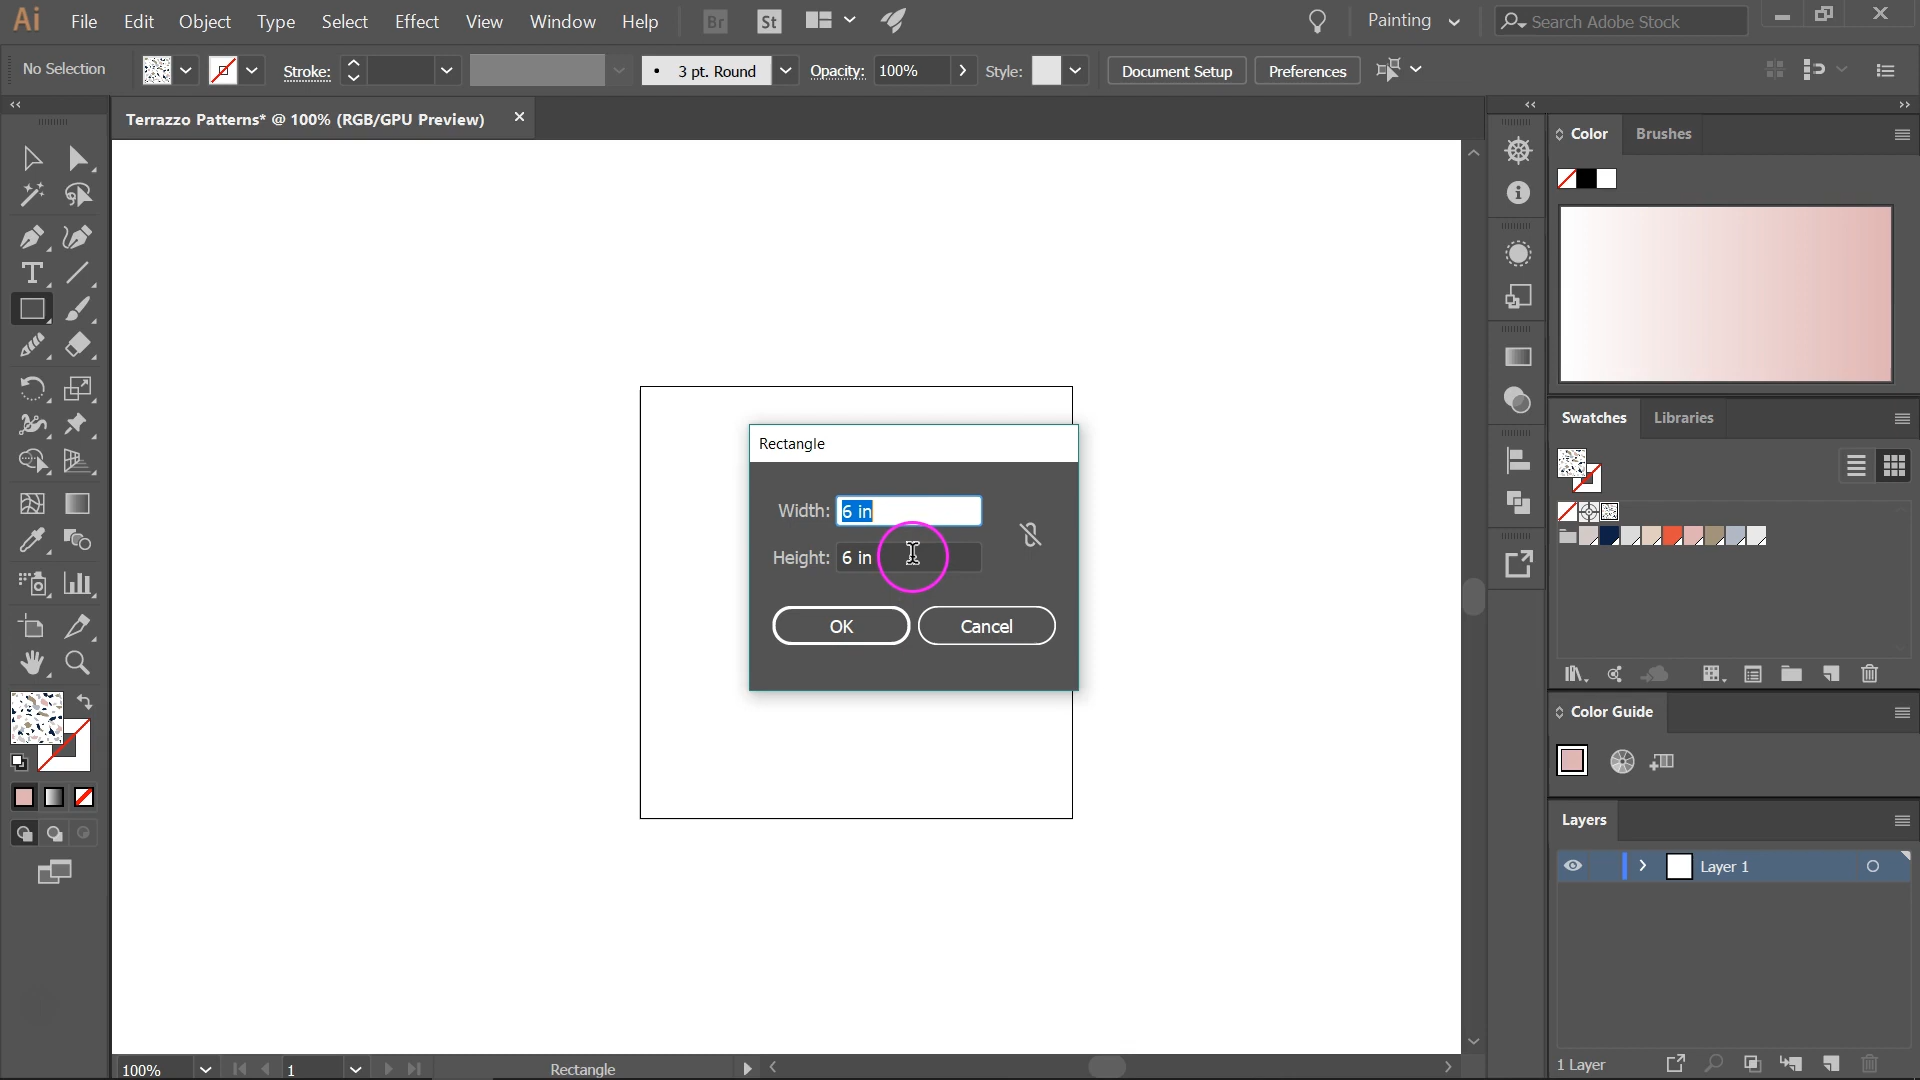 Ai File Edit Object Type Select Effect View Window Help Br St Painting Search Adobe Stock
No Selection Stroke: 3 pt. Round Opacity: 100% Style: Document Setup Preferences
Terrazzo Patterns* @ 100% (RGB/GPU Preview)
Color Brushes
Swatches Libraries
Rectangle
Width: 6 in
Height: 6 in
OK Cancel
Color Guide
Layers
Layer 1
1 Layer
100% 1 Rectangle